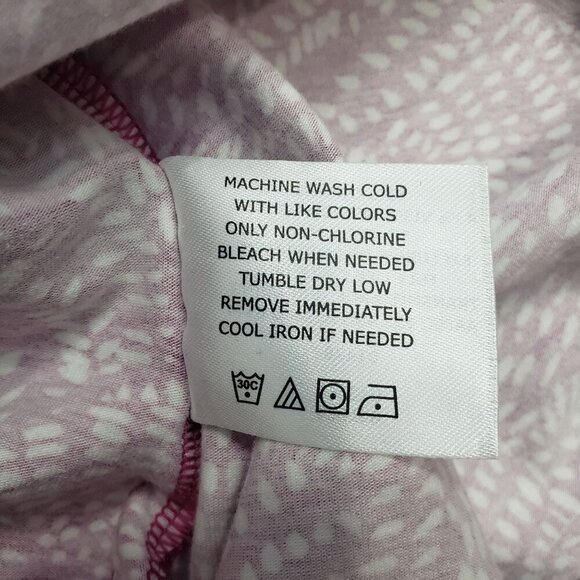 MACHINE WASH COLD
WITH LIKE COLORS
ONLY NON-CHLORINE
BLEACH WHEN NEEDED
TUMBLE DRY LOW
REMOVE IMMEDIATELY
COOL IRON IF NEEDED
30C